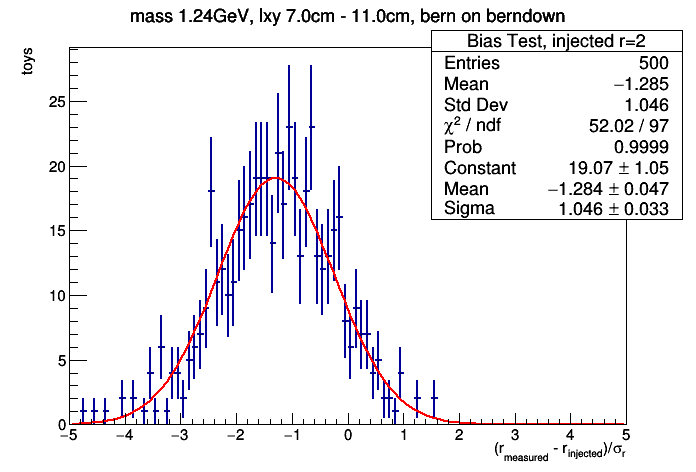 mass 1.24GeV, lxy 7.0cm - 11.0cm, bern on berndown
toys
Bias Test, injected r=2
Entries 500
Mean −1.285
Std Dev 1.046
χ² / ndf 52.02 / 97
Prob 0.9999
Constant 19.07 ± 1.05
Mean −1.284 ± 0.047
Sigma 1.046 ± 0.033
25
20
15
10
5
0
−5 −4 −3 −2 −1 0 1 2 3 4 5
(r_measured - r_injected)/σ_r